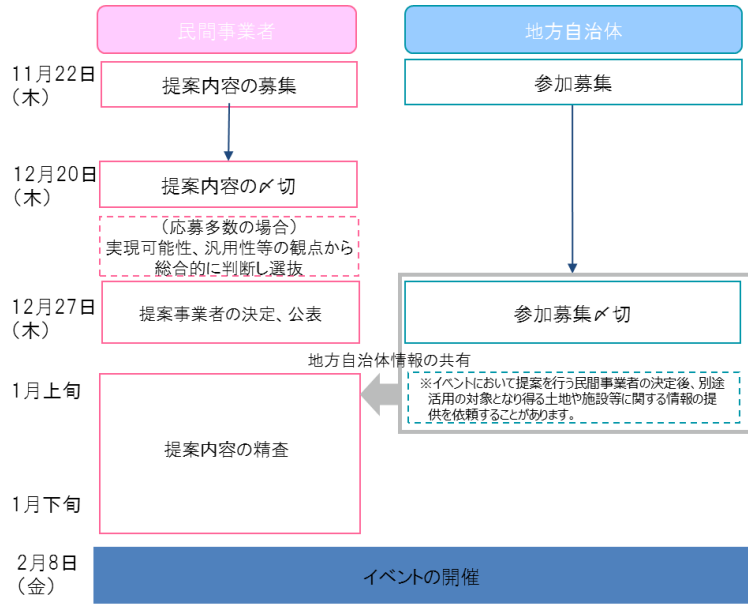 民間事業者
地方自治体
11月22日
（木）
提案内容の募集
参加募集
12月20日
（木）
提案内容の〆切
（応募多数の場合）
実現可能性、汎用性等の観点から
総合的に判断し選抜
12月27日
（木）
提案事業者の決定、公表
参加募集〆切
地方自治体情報の共有
1月上旬
※イベントにおいて提案を行う民間事業者の決定後、別途
活用の対象となり得る土地や施設等に関する情報の提
供を依頼することがあります。
提案内容の精査
1月下旬
2月8日
（金）
イベントの開催